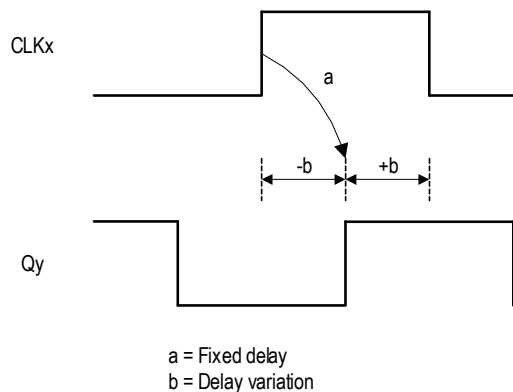 CLKx
a
-b +b
Qy
a = Fixed delay
b = Delay variation